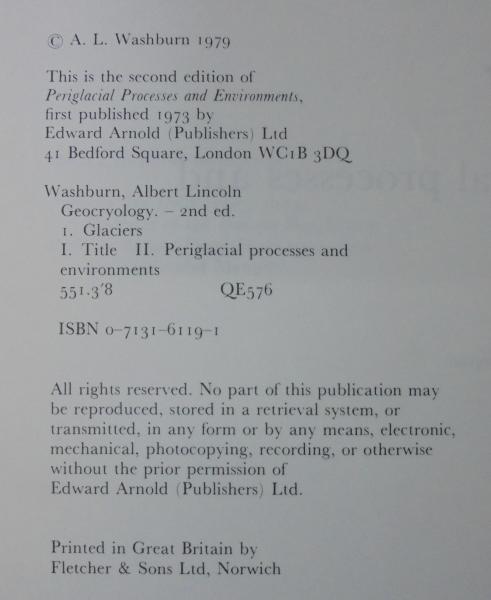 © A. L. Washburn 1979
This is the second edition of
Periglacial Processes and Environments,
first published 1973 by
Edward Arnold (Publishers) Ltd
41 Bedford Square, London WC1B 3DQ
Washburn, Albert Lincoln
Geocryology. – 2nd ed.
1. Glaciers
I. Title II. Periglacial processes and
environments
551.3'8 QE576
ISBN 0–7131–6119–1
All rights reserved. No part of this publication may
be reproduced, stored in a retrieval system, or
transmitted, in any form or by any means, electronic,
mechanical, photocopying, recording, or otherwise
without the prior permission of
Edward Arnold (Publishers) Ltd.
Printed in Great Britain by
Fletcher & Sons Ltd, Norwich